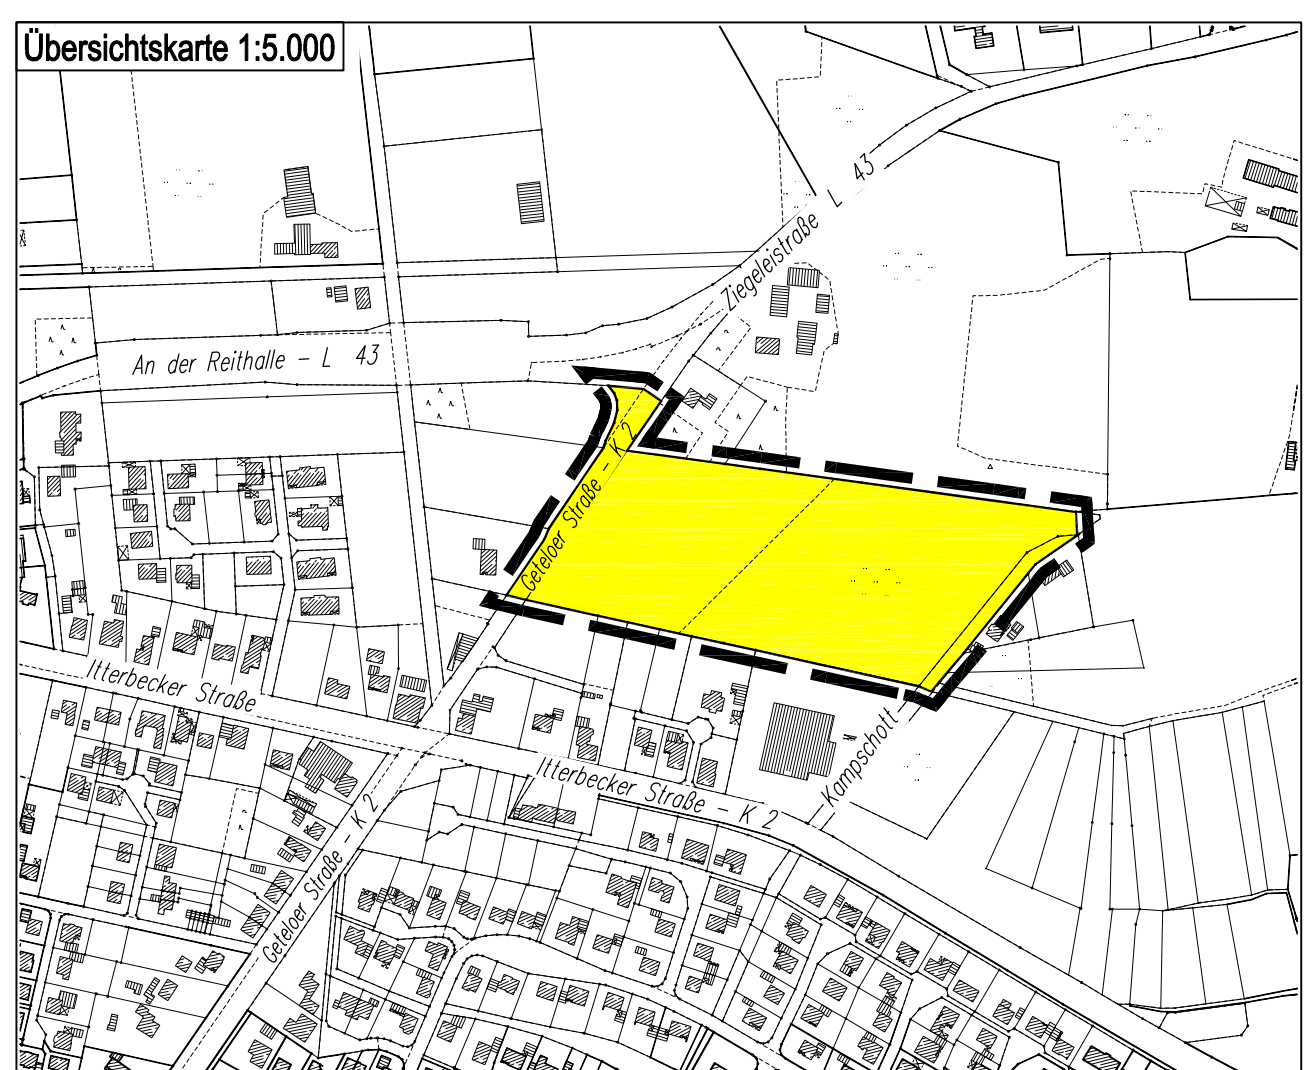 Übersichtskarte 1:5.000
Ziegeleistraße L 43
An der Reithalle - L 43
Geteloer Straße - K 2
Itterbecker Straße
Kampschott
Itterbecker Straße - K 2
Geteloer Straße - K 2